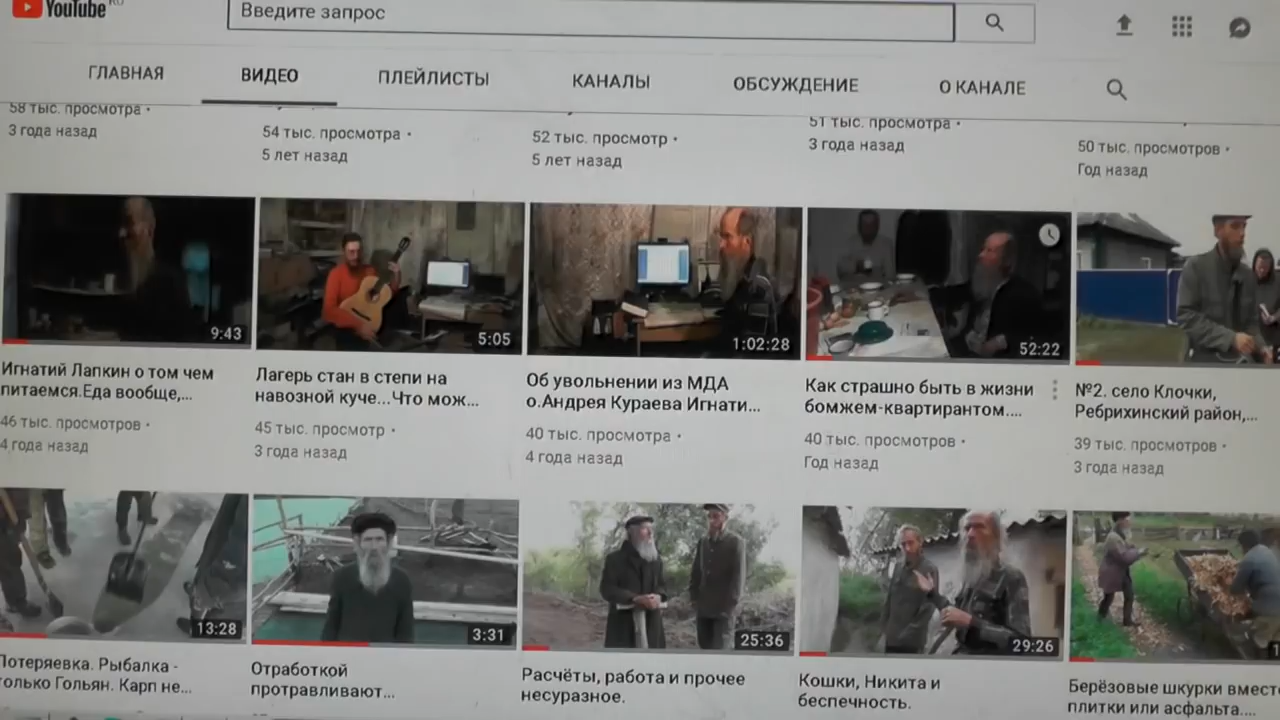 YouTube RU
Введите запрос
ГЛАВНАЯ
ВИДЕО
ПЛЕЙЛИСТЫ
КАНАЛЫ
ОБСУЖДЕНИЕ
О КАНАЛЕ
58 тыс. просмотра •
3 года назад
54 тыс. просмотра •
5 лет назад
52 тыс. просмотр •
5 лет назад
51 тыс. просмотра •
3 года назад
50 тыс. просмотров •
Год назад
9:43
Игнатий Лапкин о том чем
питаемся.Еда вообще,...
46 тыс. просмотров •
4 года назад
5:05
Лагерь стан в степи на
навозной куче...Что мож...
45 тыс. просмотр •
3 года назад
1:02:28
Об увольнении из МДА
о.Андрея Кураева Игнати...
40 тыс. просмотра •
4 года назад
52:22
Как страшно быть в жизни
бомжем-квартирантом....
40 тыс. просмотров •
Год назад
№2. село Клочки,
Ребрихинский район,...
39 тыс. просмотров •
3 года назад
13:28
Потеряевка. Рыбалка -
только Гольян. Карп не...
3:31
Отработкой
протравливают...
25:36
Расчёты, работа и прочее
несуразное.
29:26
Кошки, Никита и
беспечность.
Берёзовые шкурки вместо
плитки или асфальта....